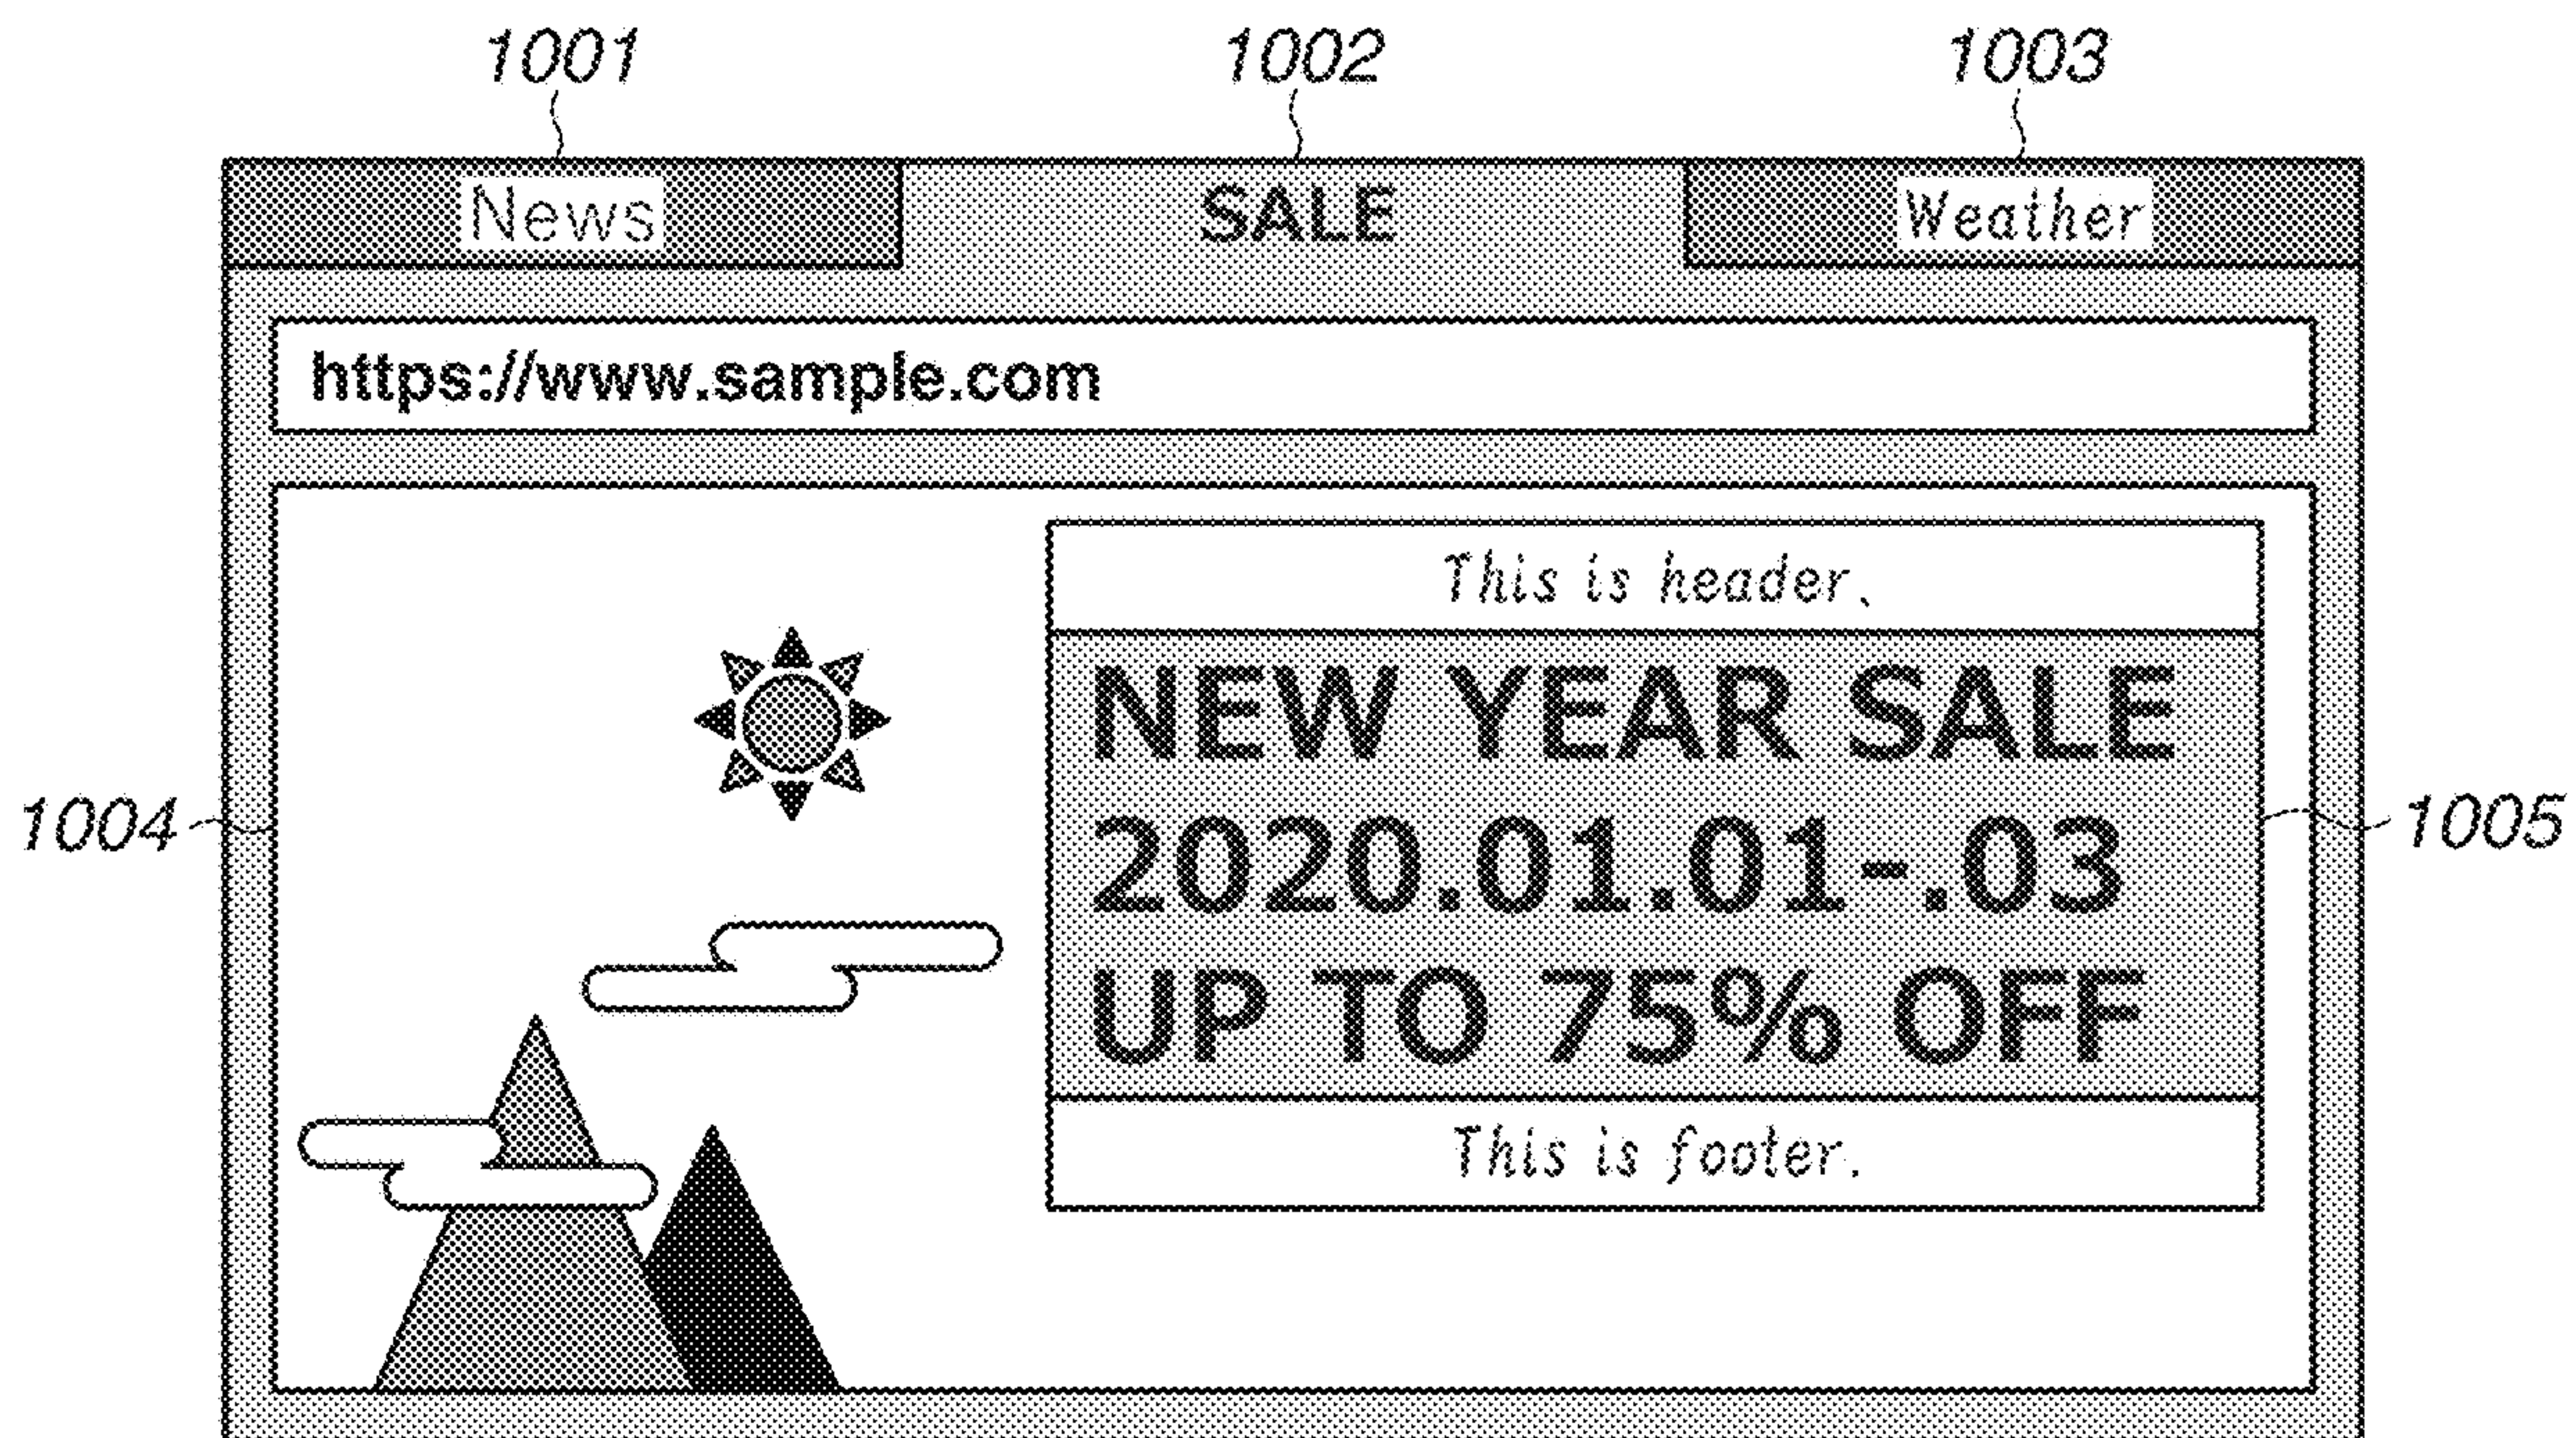 1001 1002 1003
News SALE Weather
https://www.sample.com
This is header.
NEW YEAR SALE
1004 2020.01.01-.03 1005
UP TO 75% OFF
This is footer.